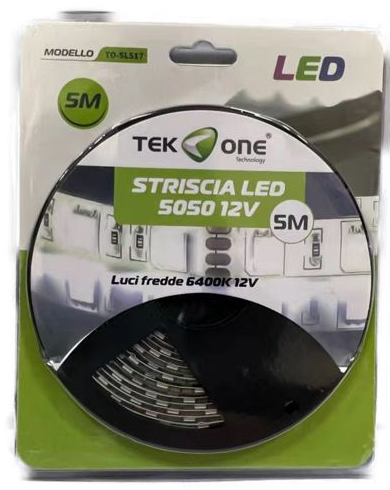 MODELLO TO-SLS17
LED
5M
TEK ONE®
Technology
STRISCIA LED
5050 12V
5M
Luci fredde 6400K 12V